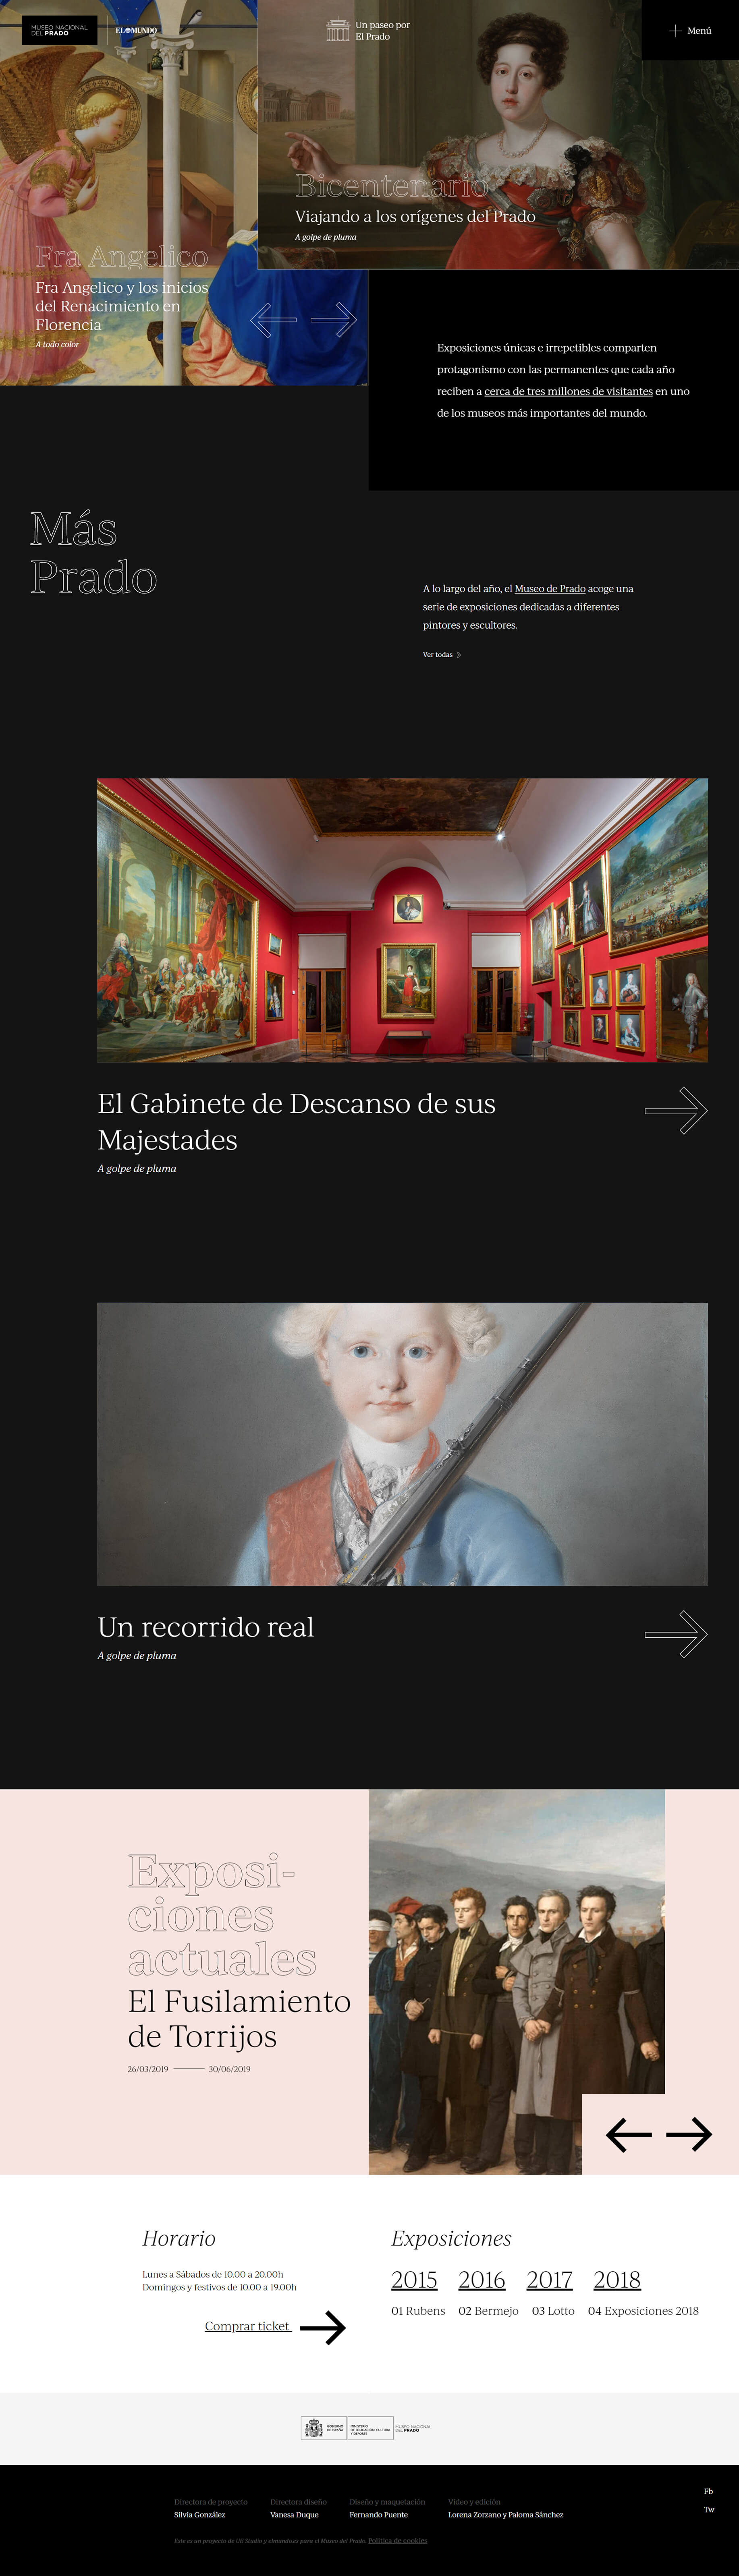 MUSEO NACIONAL
DEL PRADO
EL MUNDO
Un paseo por
El Prado
Menú
Bicentenario
Viajando a los orígenes del Prado
A golpe de pluma
Fra Angelico
Fra Angelico y los inicios
del Renacimiento en
Florencia
A todo color
Exposiciones únicas e irrepetibles comparten
protagonismo con las permanentes que cada año
reciben a cerca de tres millones de visitantes en uno
de los museos más importantes del mundo.
Más
Prado
A lo largo del año, el Museo de Prado acoge una
serie de exposiciones dedicadas a diferentes
pintores y escultores.
Ver todas
El Gabinete de Descanso de sus
Majestades
A golpe de pluma
Un recorrido real
A golpe de pluma
Exposi-
ciones
actuales
El Fusilamiento
de Torrijos
26/03/2019 30/06/2019
Horario
Lunes a Sábados de 10.00 a 20.00h
Domingos y festivos de 10.00 a 19.00h
Comprar ticket
Exposiciones
2015 2016 2017 2018
01 Rubens 02 Bermejo 03 Lotto 04 Exposiciones 2018
GOBIERNO
DE ESPAÑA
MINISTERIO
DE EDUCACIÓN, CULTURA
Y DEPORTE
MUSEO NACIONAL
DEL PRADO
Fb
Tw
Directora de proyecto Directora diseño Diseño y maquetación Vídeo y edición
Silvia González Vanesa Duque Fernando Puente Lorena Zorzano y Paloma Sánchez
Este es un proyecto de UE Studio y elmundo.es para el Museo del Prado. Política de cookies